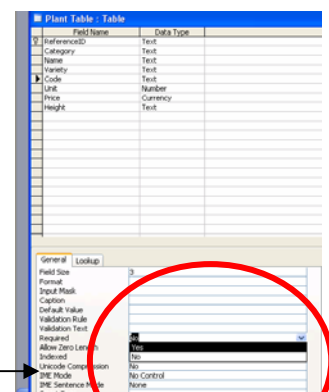 Plant Table : Table
Field Name Data Type
ReferenceID Text
Category Text
Name Text
Variety Text
Code Text
Unit Number
Price Currency
Height Text
General Lookup
Field Size 3
Format
Input Mask
Caption
Default Value
Validation Rule
Validation Text
Required No
Allow Zero Length Yes
Indexed No
Unicode Compression No
IME Mode No Control
IME Sentence Mode None